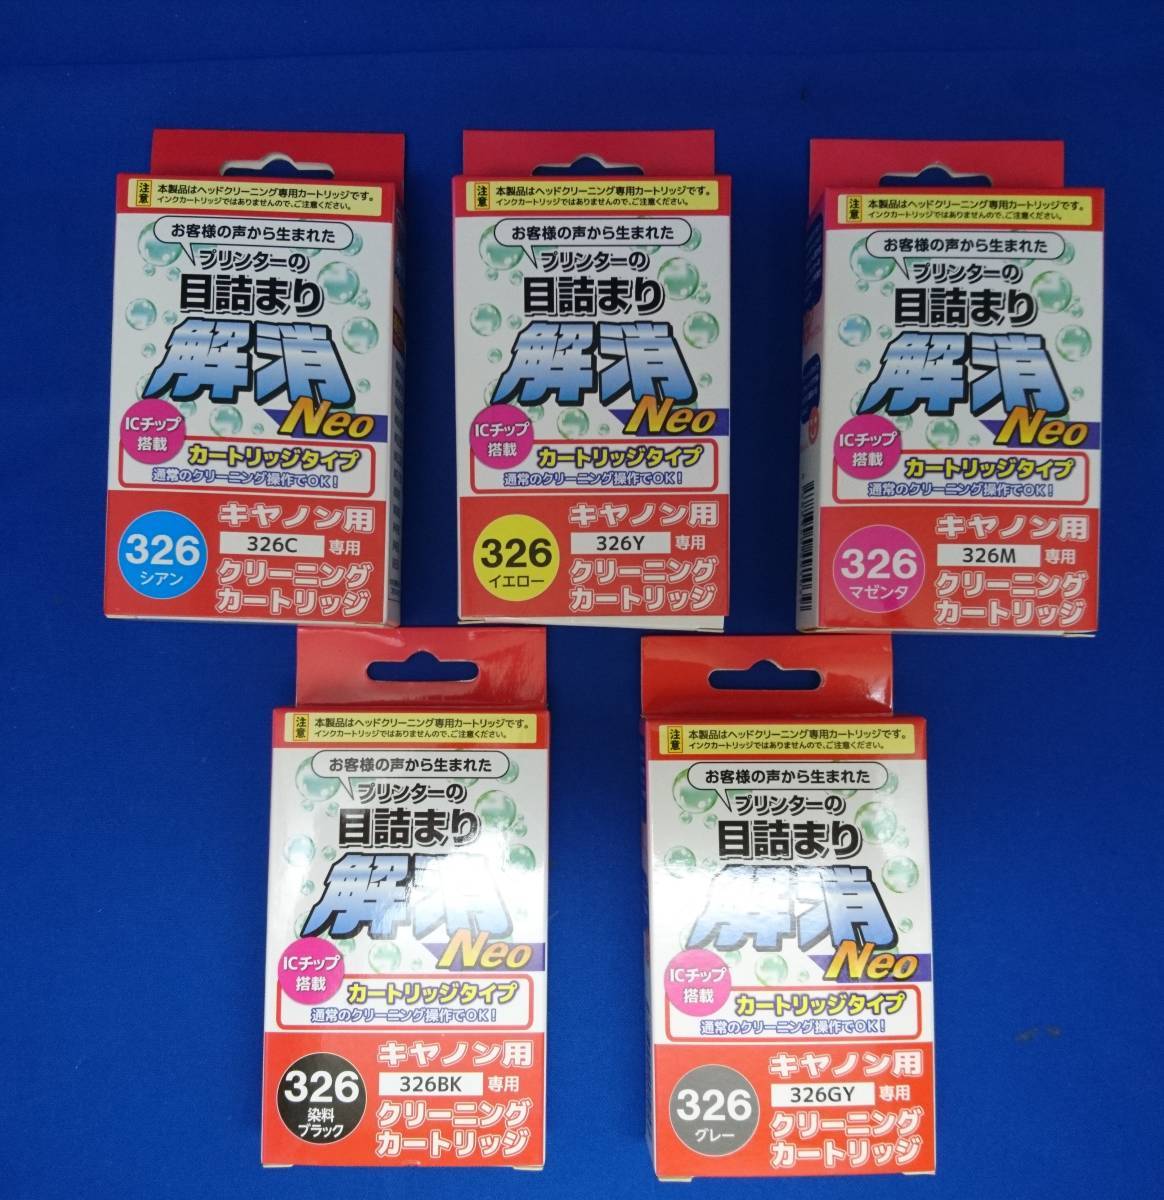 注意
本製品はヘッドクリーニング専用カートリッジです。
インクカートリッジではありませんので、ご注意ください。
お客様の声から生まれた
プリンターの
目詰まり
解消
Neo
ICチップ
搭載
カートリッジタイプ
通常のクリーニング操作でOK!
326
シアン
キヤノン用
326C 専用
クリーニング
カートリッジ
注意
本製品はヘッドクリーニング専用カートリッジです。
インクカートリッジではありませんので、ご注意ください。
お客様の声から生まれた
プリンターの
目詰まり
解消
Neo
ICチップ
搭載
カートリッジタイプ
通常のクリーニング操作でOK!
326
イエロー
キヤノン用
326Y 専用
クリーニング
カートリッジ
注意
本製品はヘッドクリーニング専用カートリッジです。
インクカートリッジではありませんので、ご注意ください。
お客様の声から生まれた
プリンターの
目詰まり
解消
Neo
ICチップ
搭載
カートリッジタイプ
通常のクリーニング操作でOK!
326
マゼンタ
キヤノン用
326M 専用
クリーニング
カートリッジ
注意
本製品はヘッドクリーニング専用カートリッジです。
インクカートリッジではありませんので、ご注意ください。
お客様の声から生まれた
プリンターの
目詰まり
解消
Neo
ICチップ
搭載
カートリッジタイプ
通常のクリーニング操作でOK!
326
染料
ブラック
キヤノン用
326BK 専用
クリーニング
カートリッジ
注意
本製品はヘッドクリーニング専用カートリッジです。
インクカートリッジではありませんので、ご注意ください。
お客様の声から生まれた
プリンターの
目詰まり
解消
Neo
ICチップ
搭載
カートリッジタイプ
通常のクリーニング操作でOK!
326
グレー
キヤノン用
326GY 専用
クリーニング
カートリッジ